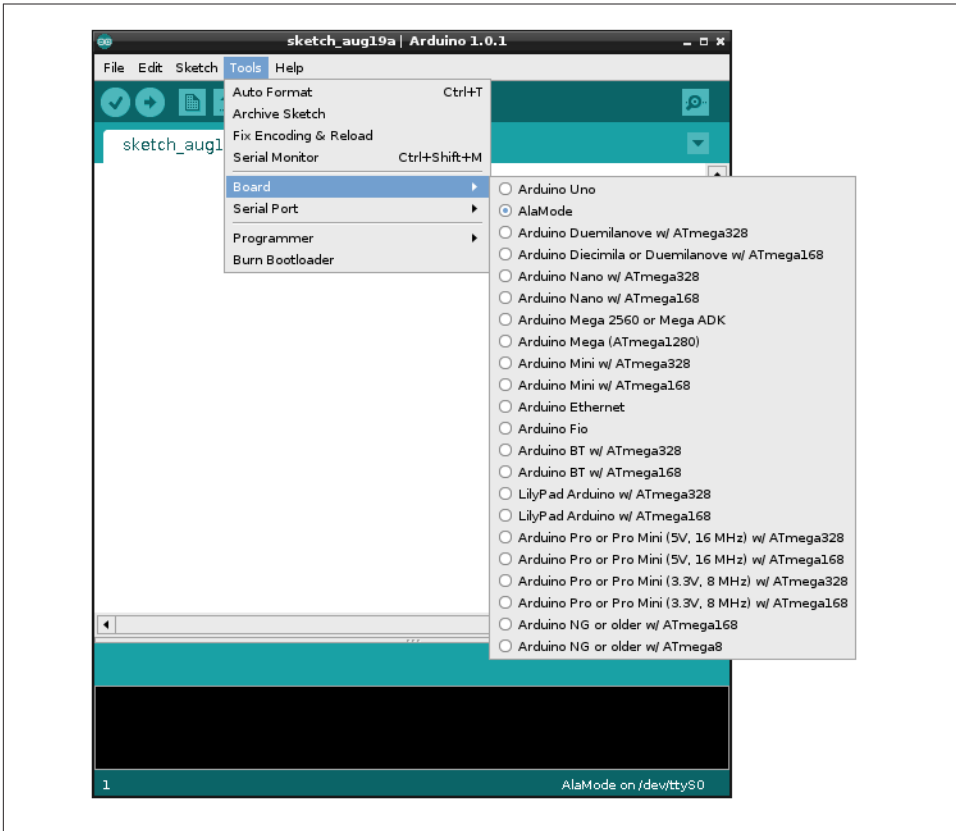 sketch_aug19a | Arduino 1.0.1
File Edit Sketch Tools Help
Auto Format Ctrl+T
Archive Sketch
Fix Encoding & Reload
sketch_aug1
Serial Monitor Ctrl+Shift+M
Board
Serial Port
Programmer
Burn Bootloader
Arduino Uno
AlaMode
Arduino Duemilanove w/ ATmega328
Arduino Diecimila or Duemilanove w/ ATmega168
Arduino Nano w/ ATmega328
Arduino Nano w/ ATmega168
Arduino Mega 2560 or Mega ADK
Arduino Mega (ATmega1280)
Arduino Mini w/ ATmega328
Arduino Mini w/ ATmega168
Arduino Ethernet
Arduino Fio
Arduino BT w/ ATmega328
Arduino BT w/ ATmega168
LilyPad Arduino w/ ATmega328
LilyPad Arduino w/ ATmega168
Arduino Pro or Pro Mini (5V, 16 MHz) w/ ATmega328
Arduino Pro or Pro Mini (5V, 16 MHz) w/ ATmega168
Arduino Pro or Pro Mini (3.3V, 8 MHz) w/ ATmega328
Arduino Pro or Pro Mini (3.3V, 8 MHz) w/ ATmega168
Arduino NG or older w/ ATmega168
Arduino NG or older w/ ATmega8
1 AlaMode on /dev/ttyS0